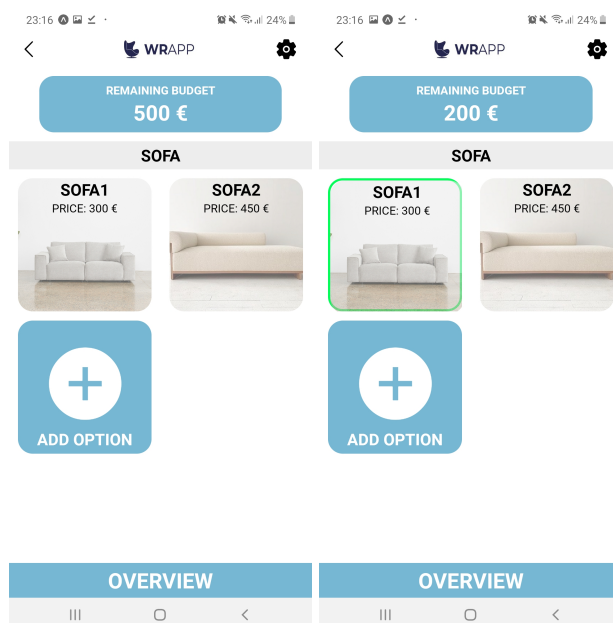 23:16
24%
WRAPP
REMAINING BUDGET
500 €
SOFA
SOFA1
PRICE: 300 €
SOFA2
PRICE: 450 €
ADD OPTION
OVERVIEW
23:16
24%
WRAPP
REMAINING BUDGET
200 €
SOFA
SOFA1
PRICE: 300 €
SOFA2
PRICE: 450 €
ADD OPTION
OVERVIEW